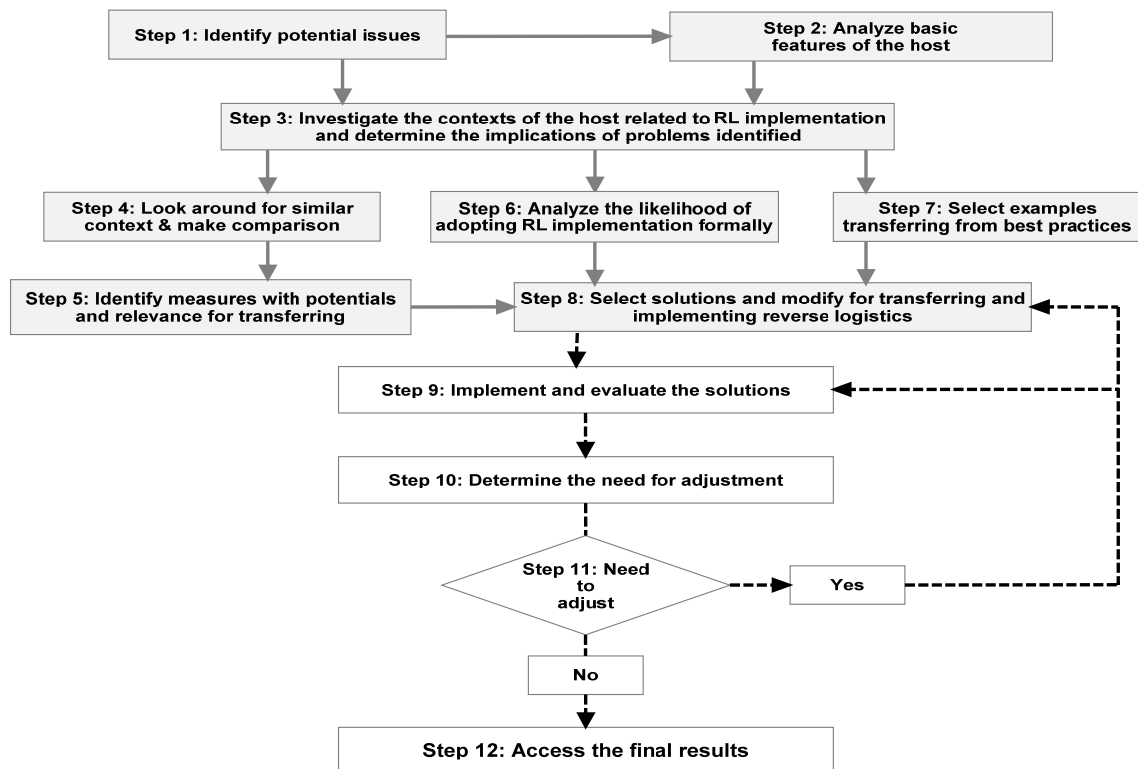 Step 1: Identify potential issues
Step 2: Analyze basic
features of the host
Step 3: Investigate the contexts of the host related to RL implementation
and determine the implications of problems identified
Step 4: Look around for similar
context & make comparison
Step 6: Analyze the likelihood of
adopting RL implementation formally
Step 7: Select examples
transferring from best practices
Step 5: Identify measures with potentials
and relevance for transferring
Step 8: Select solutions and modify for transferring and
implementing reverse logistics
Step 9: Implement and evaluate the solutions
Step 10: Determine the need for adjustment
Step 11: Need
to
adjust
Yes
No
Step 12: Access the final results